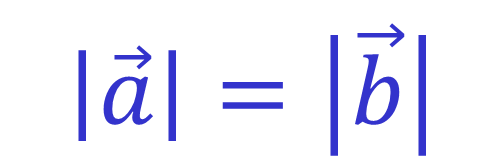 |a⃗| = |b⃗|